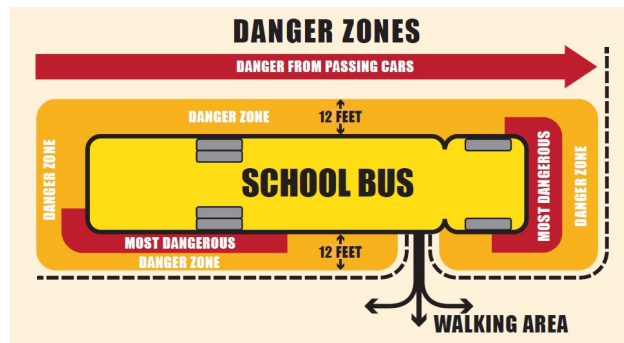 DANGER ZONES
DANGER FROM PASSING CARS
DANGER ZONE
12 FEET
DANGER ZONE
SCHOOL BUS
MOST DANGEROUS
DANGER ZONE
MOST DANGEROUS
DANGER ZONE
12 FEET
WALKING AREA